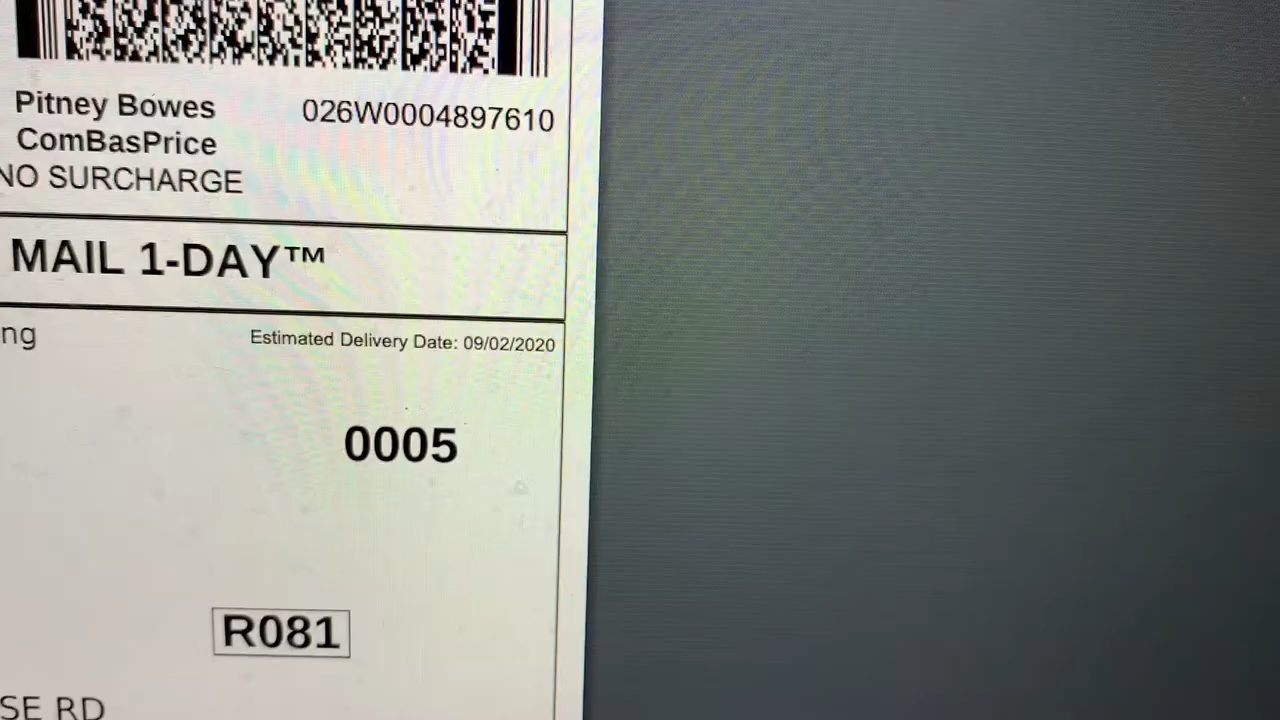 Pitney Bowes 026W0004897610
ComBasPrice
NO SURCHARGE
MAIL 1-DAY™
ng Estimated Delivery Date: 09/02/2020
0005
R081
SE RD